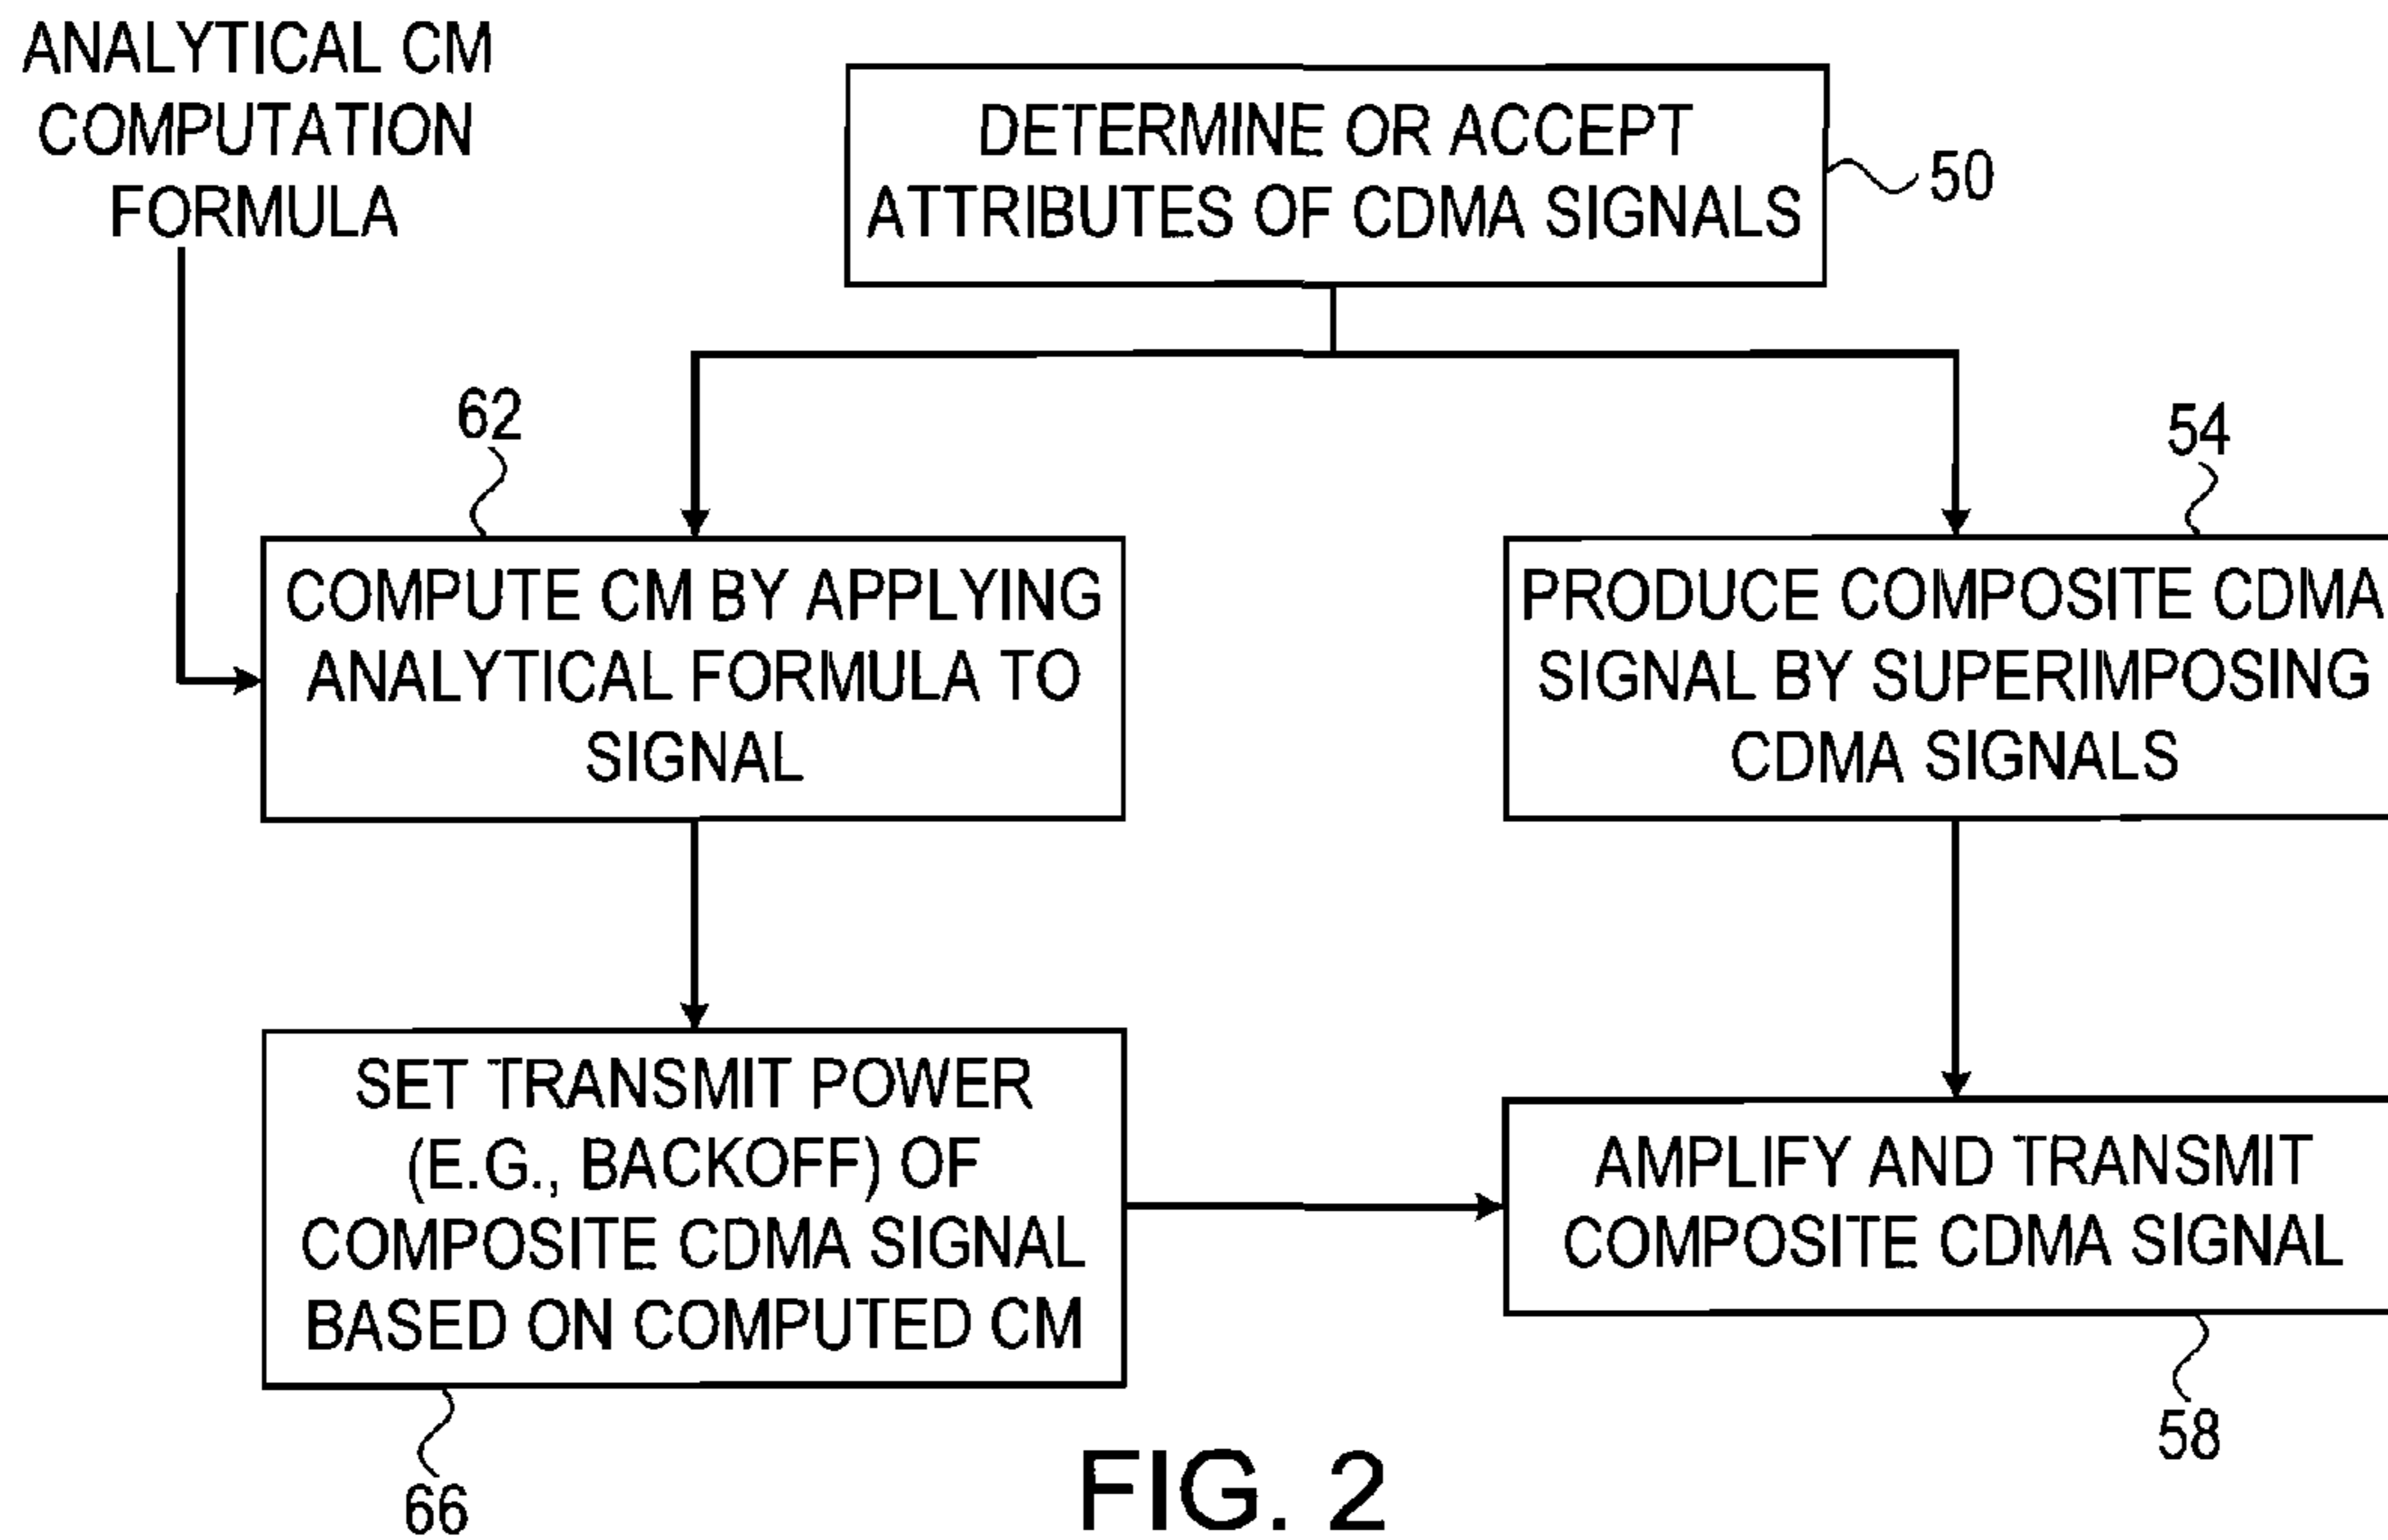 ANALYTICAL CM
COMPUTATION
FORMULA
DETERMINE OR ACCEPT
ATTRIBUTES OF CDMA SIGNALS
50
62
54
COMPUTE CM BY APPLYING
ANALYTICAL FORMULA TO
SIGNAL
PRODUCE COMPOSITE CDMA
SIGNAL BY SUPERIMPOSING
CDMA SIGNALS
SET TRANSMIT POWER
(E.G., BACKOFF) OF
COMPOSITE CDMA SIGNAL
BASED ON COMPUTED CM
AMPLIFY AND TRANSMIT
COMPOSITE CDMA SIGNAL
66
58
FIG. 2